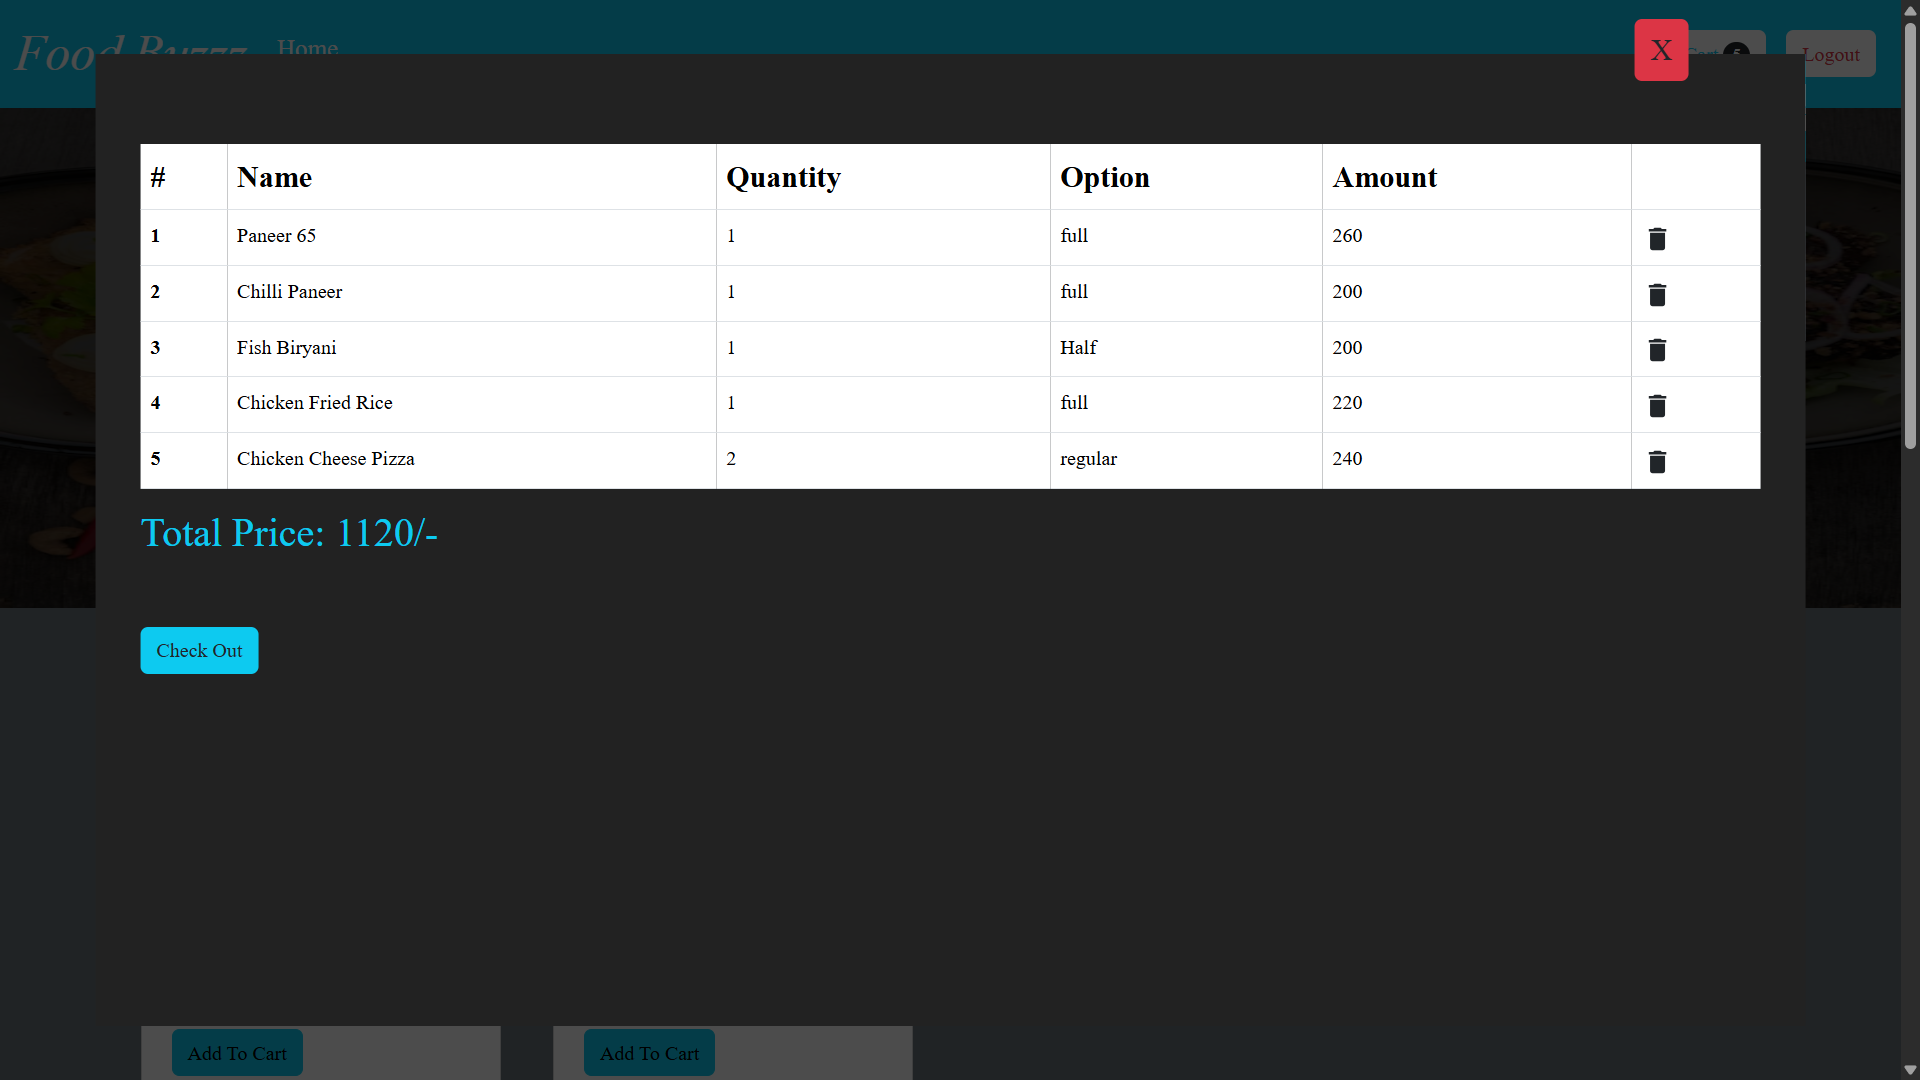 Food Buzzz Home X Cart 5 Logout
# Name Quantity Option Amount
1 Paneer 65 1 full 260
2 Chilli Paneer 1 full 200
3 Fish Biryani 1 Half 200
4 Chicken Fried Rice 1 full 220
5 Chicken Cheese Pizza 2 regular 240
Total Price: 1120/-
Check Out
Add To Cart Add To Cart